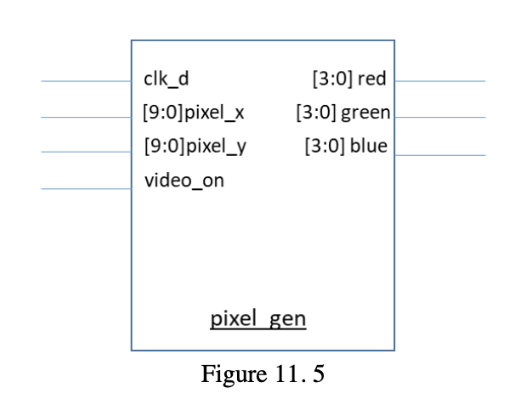 clk_d [3:0] red
[9:0]pixel_x [3:0] green
[9:0]pixel_y [3:0] blue
video_on
pixel_gen
Figure 11. 5